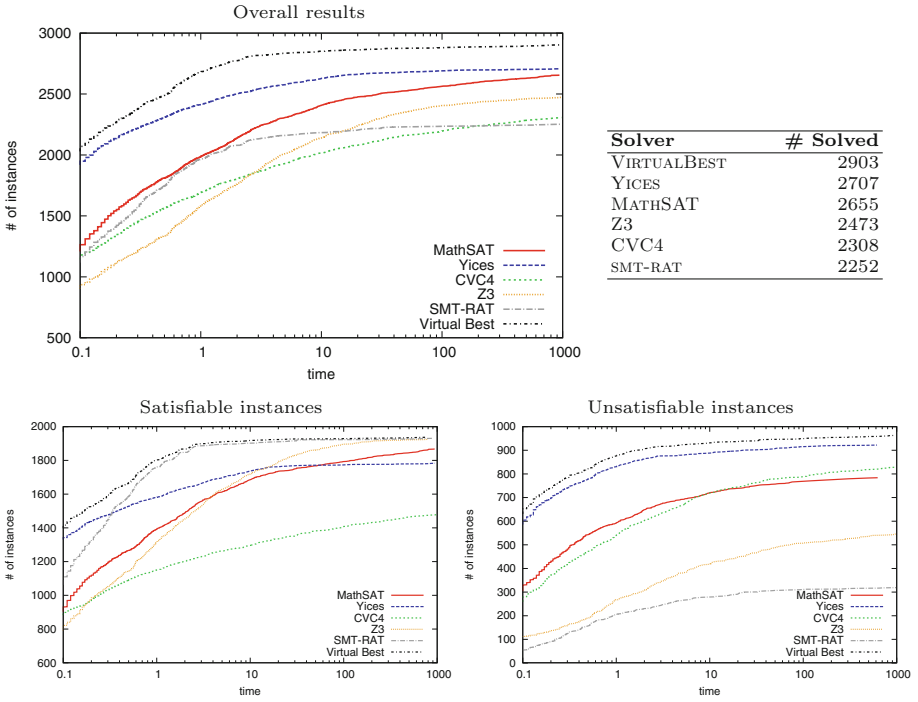 Overall results
3000
2500
2000
1500
1000
500
# of instances
0.1
1
10
100
1000
time
MathSAT
Yices
CVC4
Z3
SMT-RAT
Virtual Best
Solver # Solved
VIRTUALBEST 2903
YICES 2707
MATHSAT 2655
Z3 2473
CVC4 2308
SMT-RAT 2252
Satisfiable instances
2000
1800
1600
1400
1200
1000
800
600
# of instances
0.1
1
10
100
1000
time
MathSAT
Yices
CVC4
Z3
SMT-RAT
Virtual Best
Unsatisfiable instances
1000
900
800
700
600
500
400
300
200
100
0
# of instances
0.1
1
10
100
1000
time
MathSAT
Yices
CVC4
Z3
SMT-RAT
Virtual Best